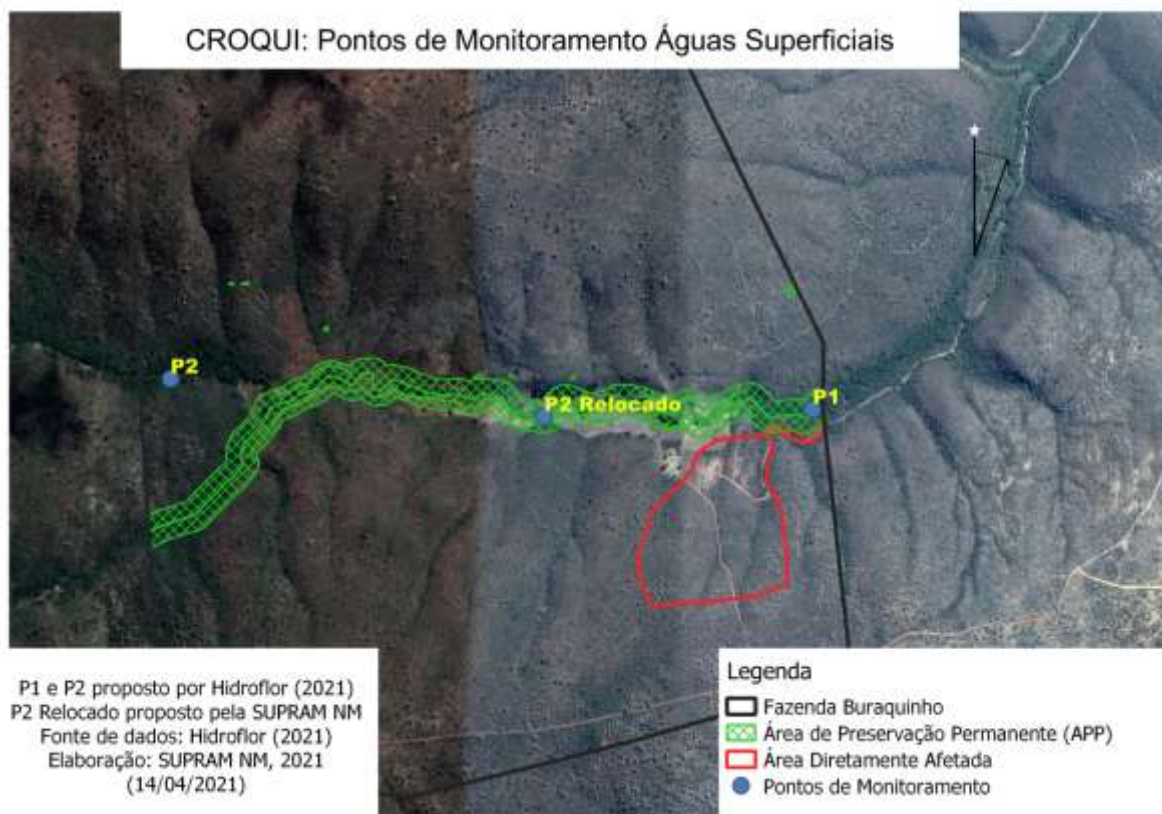 CROQUI: Pontos de Monitoramento Águas Superficiais
P2
P2 Relocado
P1
P1 e P2 proposto por Hidroflor (2021)
P2 Relocado proposto pela SUPRAM NM
Fonte de dados: Hidroflor (2021)
Elaboração: SUPRAM NM, 2021
(14/04/2021)
Legenda
Fazenda Buraquinho
Área de Preservação Permanente (APP)
Área Diretamente Afetada
Pontos de Monitoramento